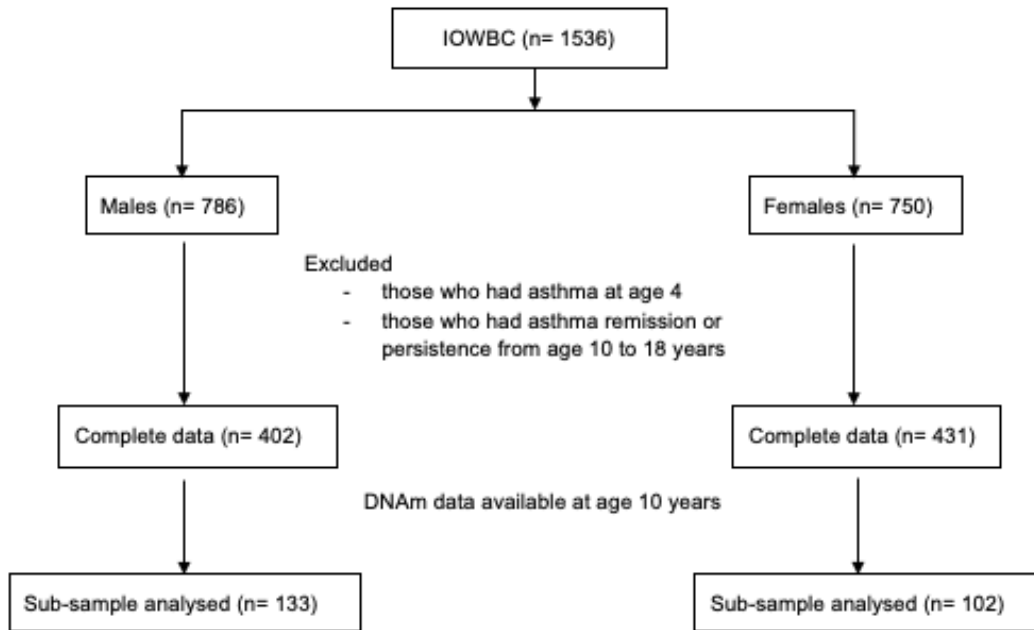 IOWBC (n= 1536)
Males (n= 786)
Females (n= 750)
Excluded
- those who had asthma at age 4
- those who had asthma remission or
persistence from age 10 to 18 years
Complete data (n= 402)
Complete data (n= 431)
DNAm data available at age 10 years
Sub-sample analysed (n= 133)
Sub-sample analysed (n= 102)